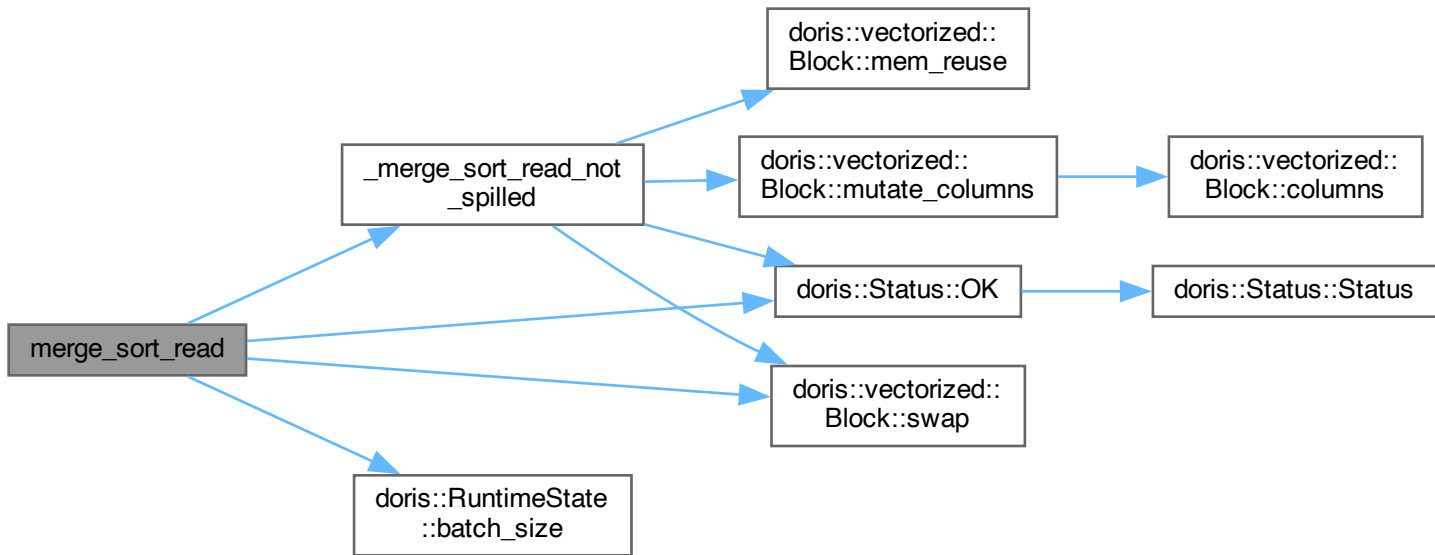 doris::vectorized::
Block::mem_reuse
_merge_sort_read_not
_spilled
doris::vectorized::
Block::mutate_columns
doris::vectorized::
Block::columns
doris::Status::OK
doris::Status::Status
merge_sort_read
doris::vectorized::
Block::swap
doris::RuntimeState
::batch_size